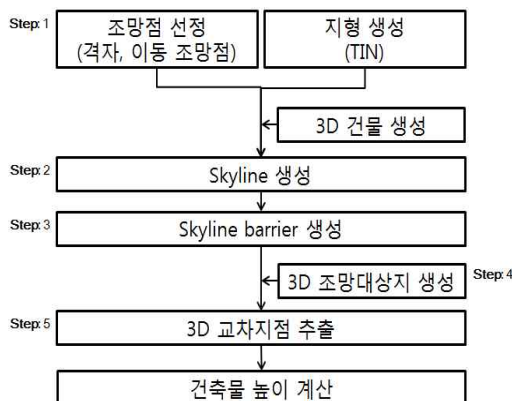 Step: 1
조망점 선정
(격자, 이동 조망점)
지형 생성
(TIN)
3D 건물 생성
Step: 2
Skyline 생성
Step: 3
Skyline barrier 생성
3D 조망대상지 생성
Step: 4
Step: 5
3D 교차지점 추출
건축물 높이 계산